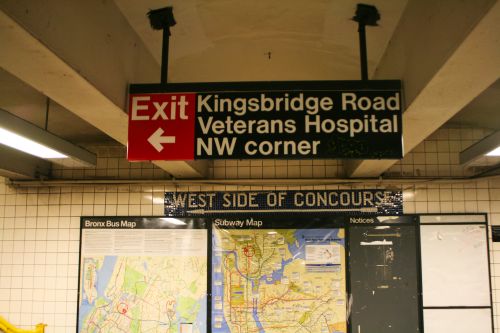 Exit
Kingsbridge Road
Veterans Hospital
NW corner
WEST SIDE OF CONCOURSE
Bronx Bus Map
Subway Map
Notices